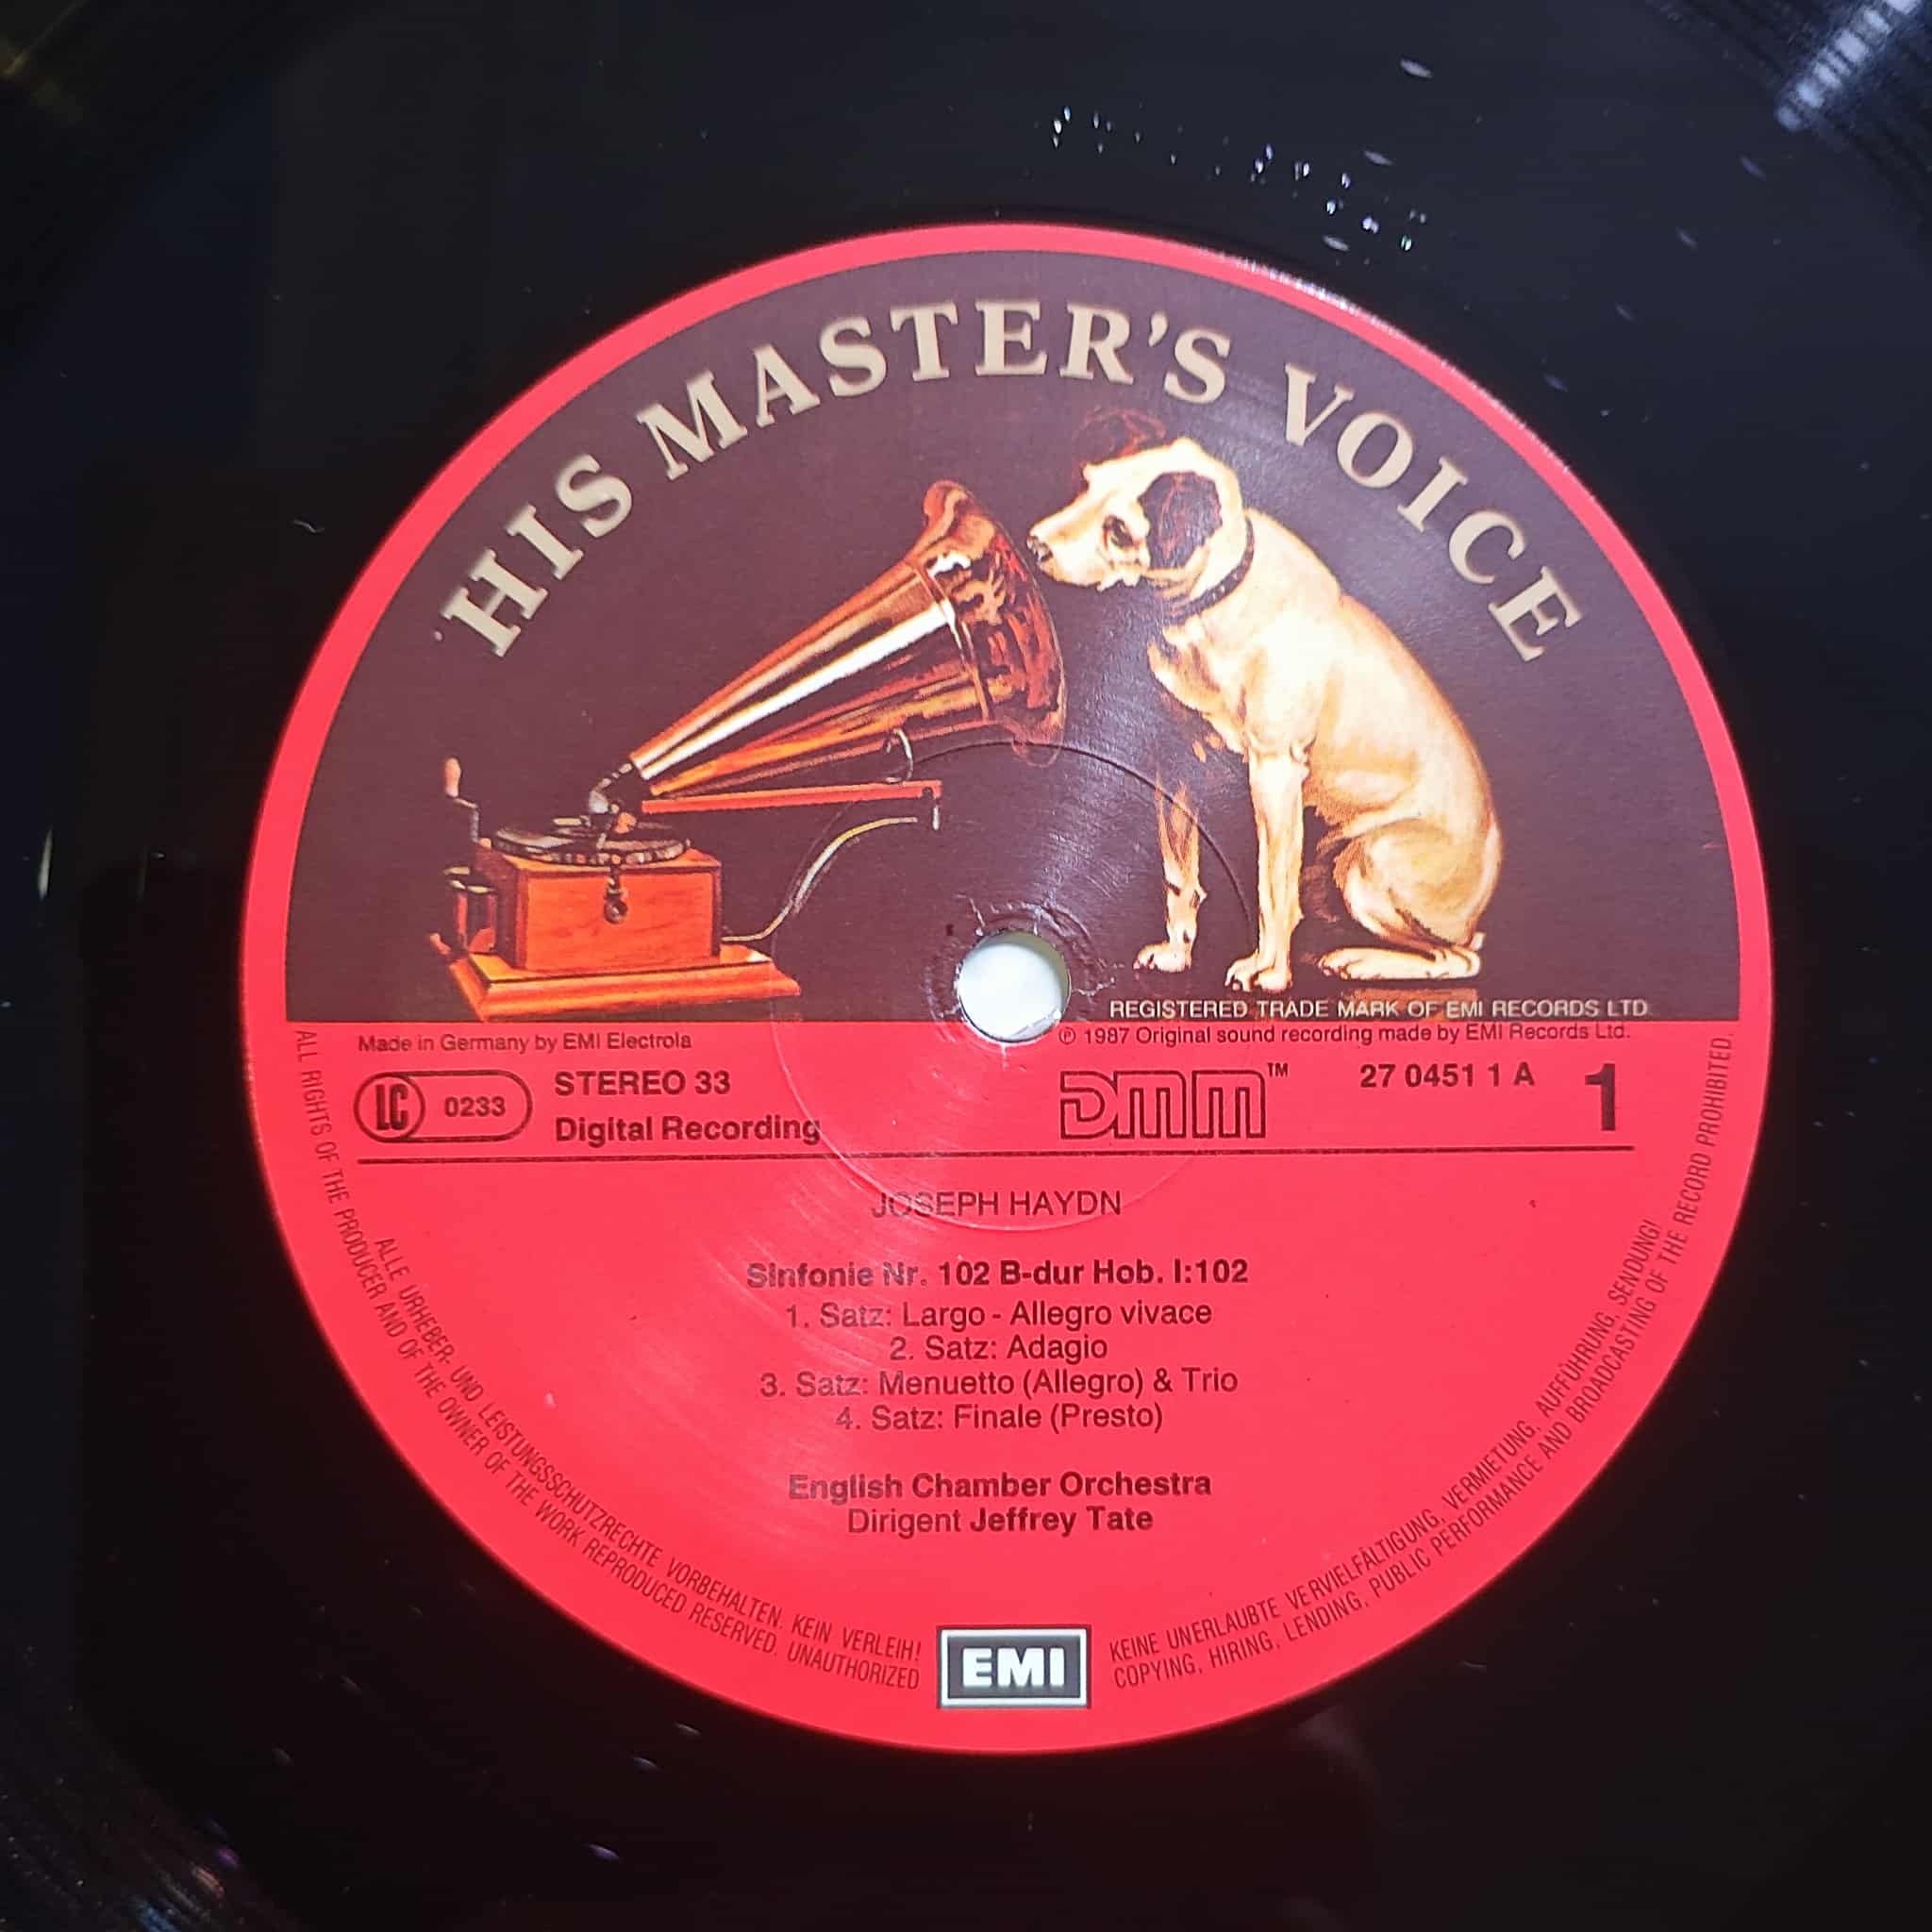 HIS MASTER'S VOICE
REGISTERED TRADE MARK OF EMI RECORDS LTD
Made in Germany by EMI Electrola
℗ 1987 Original sound recording made by EMI Records Ltd.
LC 0233
STEREO 33
Digital Recording
DMM™
27 0451 1 A
1
JOSEPH HAYDN
Sinfonie Nr. 102 B-dur Hob. I:102
1. Satz: Largo - Allegro vivace
2. Satz: Adagio
3. Satz: Menuetto (Allegro) & Trio
4. Satz: Finale (Presto)
English Chamber Orchestra
Dirigent Jeffrey Tate
EMI
ALLE URHEBER- UND LEISTUNGSSCHUTZRECHTE VORBEHALTEN. KEIN VERLEIH!
KEINE UNERLAUBTE VERVIELFÄLTIGUNG, VERMIETUNG, AUFFÜHRUNG, SENDUNG!
ALL RIGHTS OF THE PRODUCER AND OF THE OWNER OF THE WORK REPRODUCED RESERVED. UNAUTHORIZED
COPYING, HIRING, LENDING, PUBLIC PERFORMANCE AND BROADCASTING OF THE RECORD PROHIBITED.